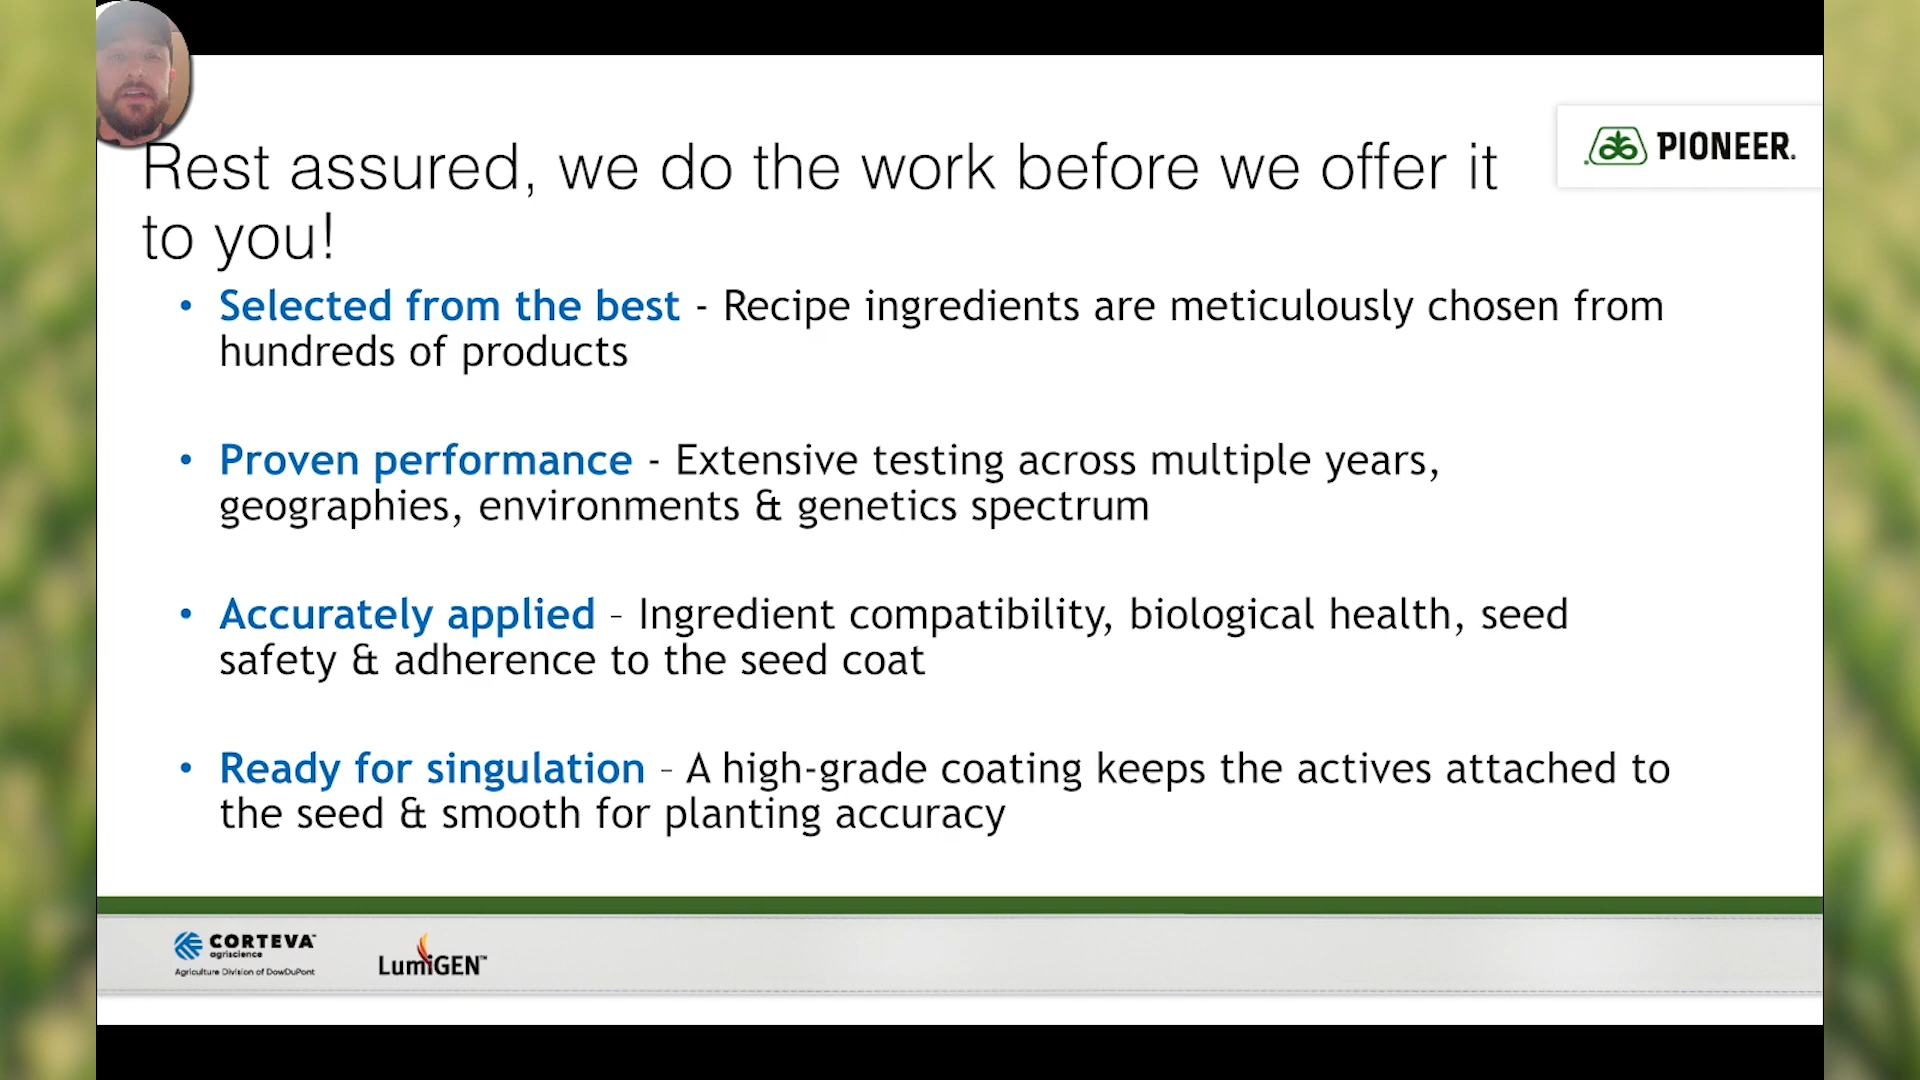 Rest assured, we do the work before we offer it
to you!
PIONEER.
• Selected from the best - Recipe ingredients are meticulously chosen from
hundreds of products
• Proven performance - Extensive testing across multiple years,
geographies, environments & genetics spectrum
• Accurately applied – Ingredient compatibility, biological health, seed
safety & adherence to the seed coat
• Ready for singulation – A high-grade coating keeps the actives attached to
the seed & smooth for planting accuracy
CORTEVA™
agriscience
Agriculture Division of DowDuPont
LumiGEN™